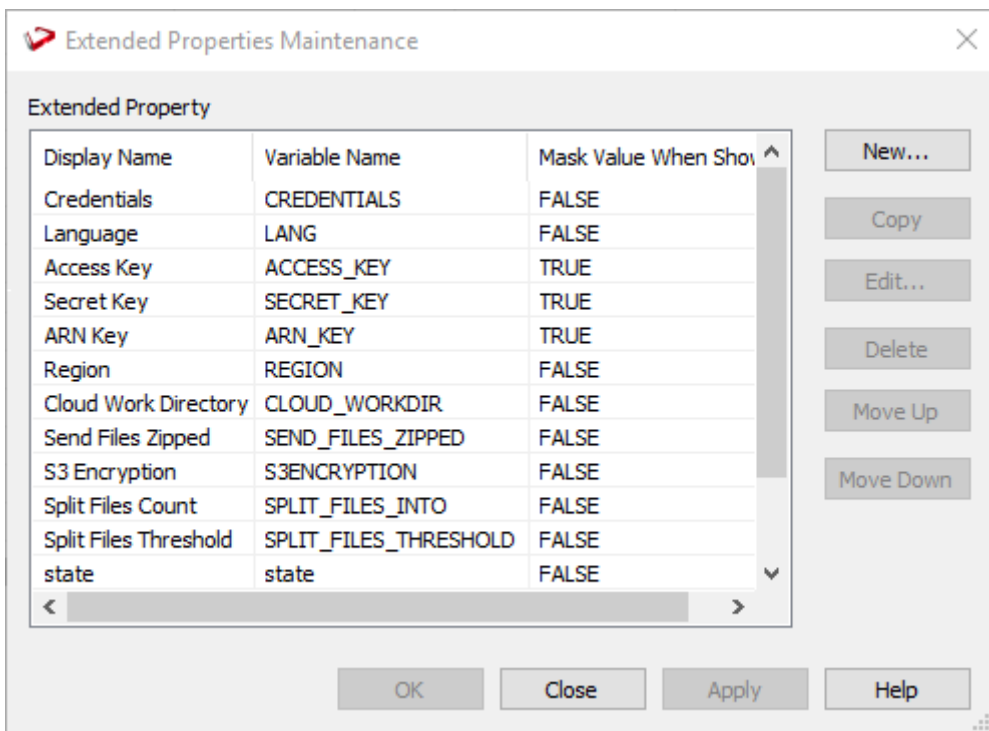 Extended Properties Maintenance
Extended Property
Display Name Variable Name Mask Value When Show
Credentials CREDENTIALS FALSE
Language LANG FALSE
Access Key ACCESS_KEY TRUE
Secret Key SECRET_KEY TRUE
ARN Key ARN_KEY TRUE
Region REGION FALSE
Cloud Work Directory CLOUD_WORKDIR FALSE
Send Files Zipped SEND_FILES_ZIPPED FALSE
S3 Encryption S3ENCRYPTION FALSE
Split Files Count SPLIT_FILES_INTO FALSE
Split Files Threshold SPLIT_FILES_THRESHOLD FALSE
state state FALSE
New...
Copy
Edit...
Delete
Move Up
Move Down
OK Close Apply Help